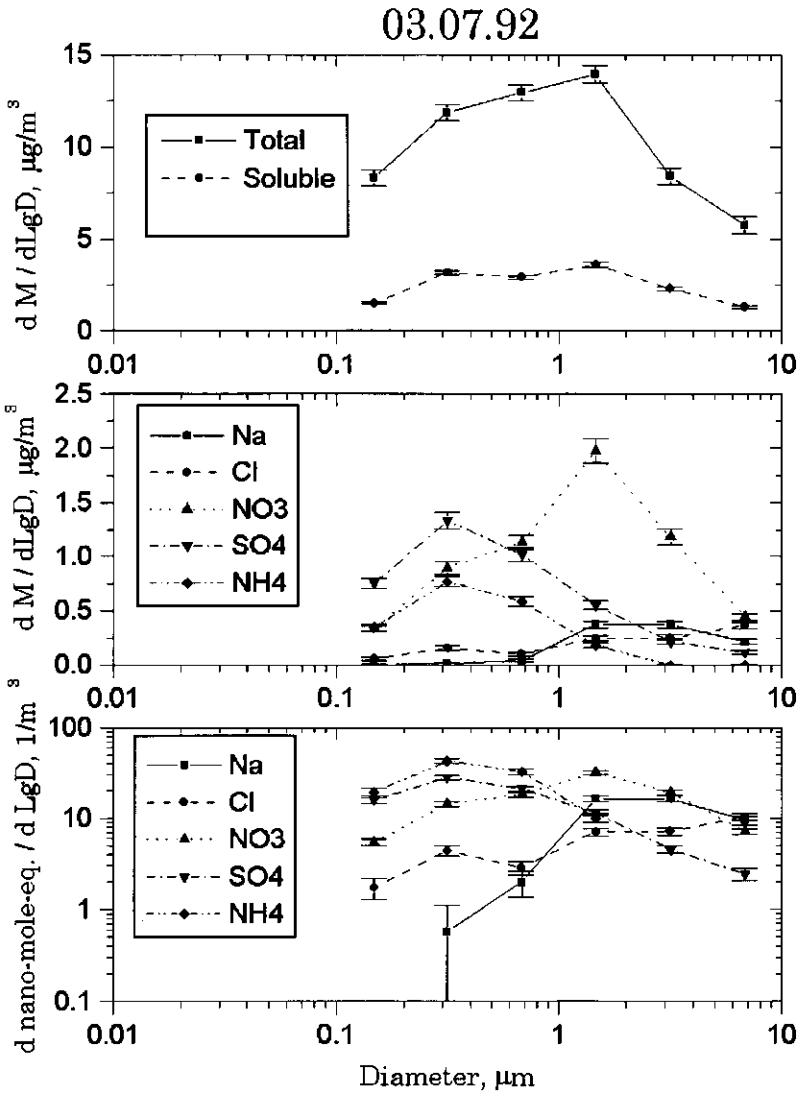 03.07.92
d M / dLgD, μg/m³
15
10
5
0
Total
Soluble
0.01
0.1
1
10
d M / dLgD, μg/m³
2.5
2.0
1.5
1.0
0.5
0.0
Na
Cl
NO3
SO4
NH4
0.01
0.1
1
10
d nano-mole-eq. / d LgD, 1/m³
100
10
1
0.1
Na
Cl
NO3
SO4
NH4
0.01
0.1
1
10
Diameter, μm